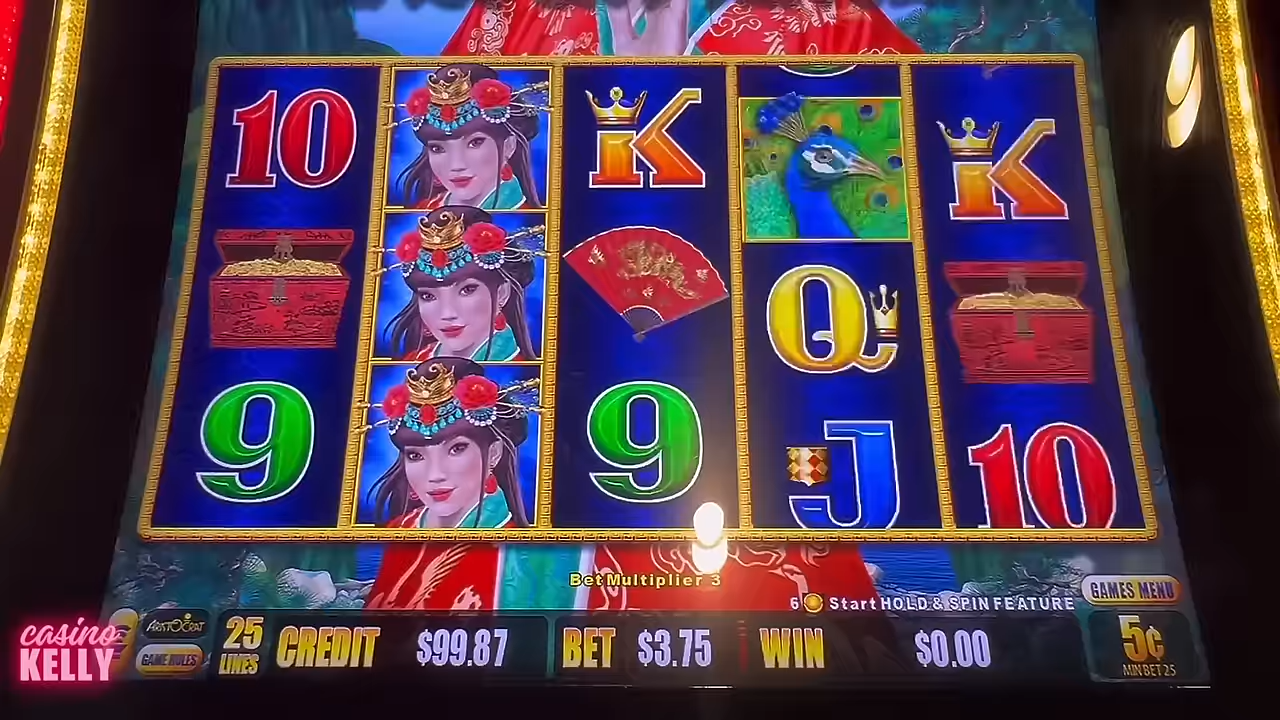 10
K
K
9
Q
9
9
J
10
Bet Multiplier 3
6 Start HOLD & SPIN FEATURE
GAMES MENU
ARISTOCRAT
GAME RULES
25 LINES
CREDIT $99.87
BET $3.75
WIN $0.00
5¢
MIN BET 25
casino
KELLY